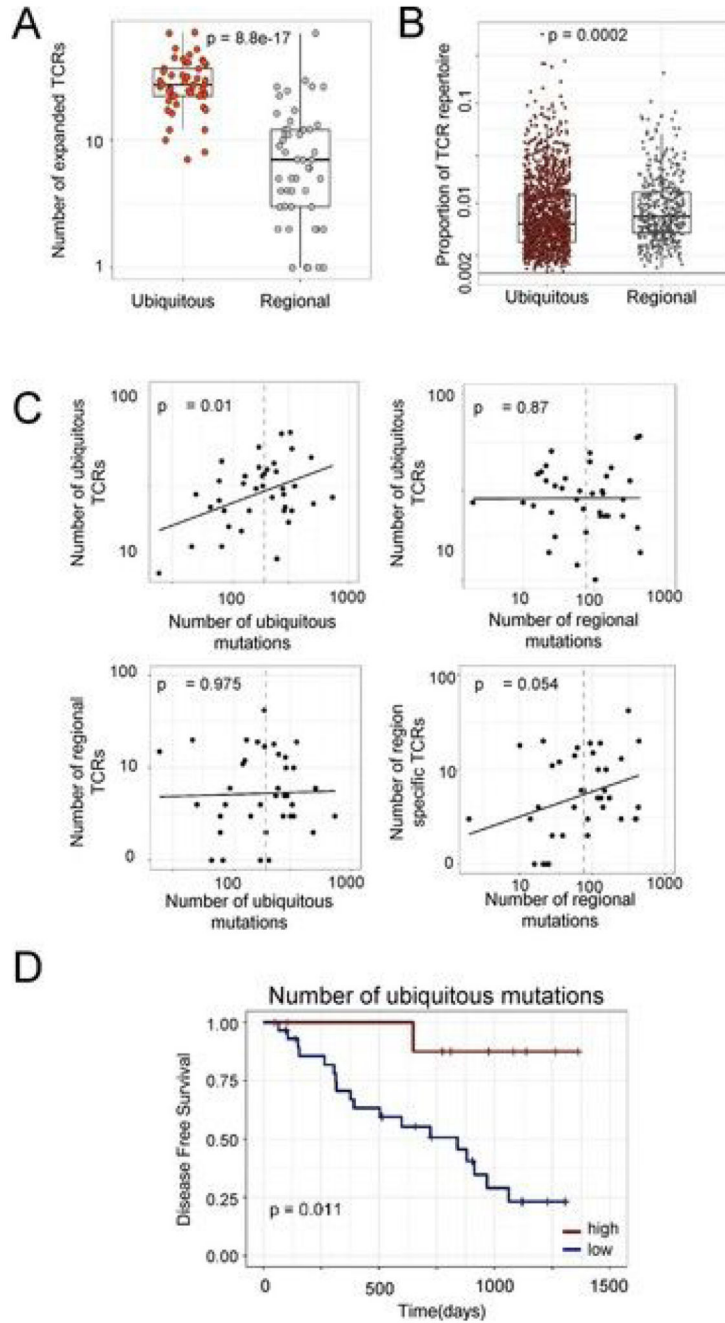 A
Number of expanded TCRs
p = 8.8e-17
10
1
Ubiquitous
Regional
B
Proportion of TCR repertoire
p = 0.0002
0.1
0.01
0.002
Ubiquitous
Regional
C
Number of ubiquitous
TCRs
100
10
p = 0.01
100
1000
Number of ubiquitous
mutations
Number of ubiquitous
TCRs
100
10
p = 0.87
10
100
1000
Number of regional
mutations
Number of regional
TCRs
100
10
0
p = 0.975
100
1000
Number of ubiquitous
mutations
Number of region
specific TCRs
100
10
0
p = 0.054
10
100
1000
Number of regional
mutations
D
Number of ubiquitous mutations
Disease Free Survival
1.00
0.75
0.50
0.25
0.00
p = 0.011
high
low
0
500
1000
1500
Time(days)